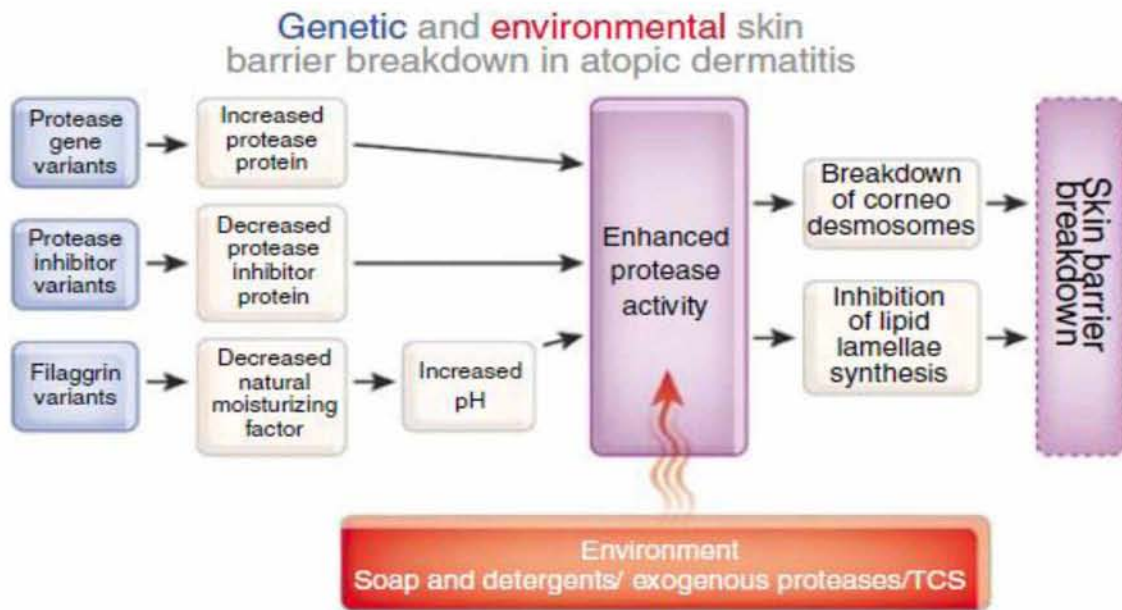 Genetic and environmental skin
barrier breakdown in atopic dermatitis
Protease
gene
variants
Increased
protease
protein
Protease
inhibitor
variants
Decreased
protease
inhibitor
protein
Filaggrin
variants
Decreased
natural
moisturizing
factor
Increased
pH
Enhanced
protease
activity
Breakdown
of corneo
desmosomes
Inhibition
of lipid
lamellae
synthesis
Skin barrier
breakdown
Environment
Soap and detergents/ exogenous proteases/TCS